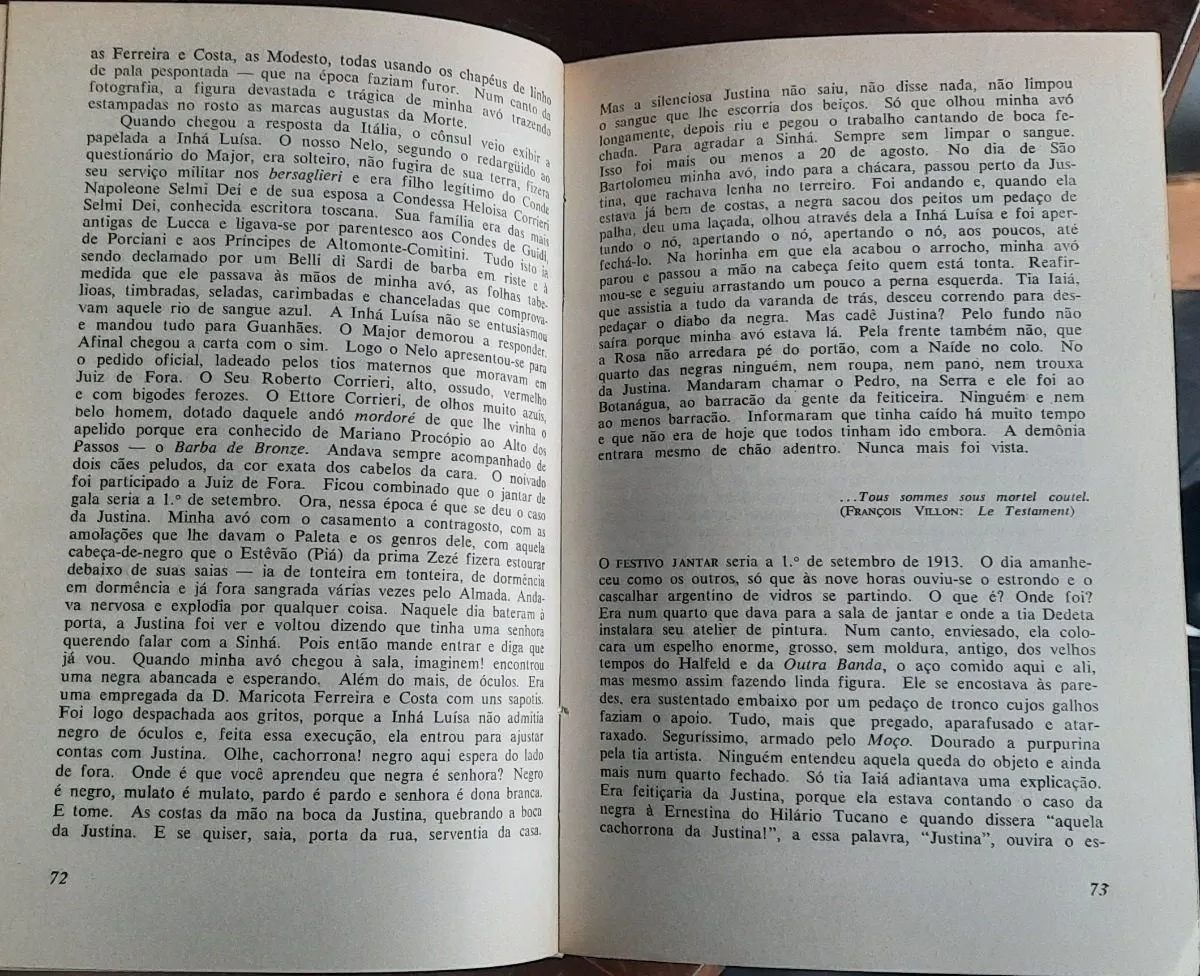 as Ferreira e Costa, as Modesto, todas usando os chapéus de linho
de pala pespontada — que na época faziam furor. Num canto da
fotografia, a figura devastada e trágica de minha avó trazendo
estampadas no rosto as marcas augustas da Morte.
Quando chegou a resposta da Itália, o cônsul veio exibir a
papelada a Inhá Luísa. O nosso Nelo, segundo o redargüido ao
questionário do Major, era solteiro, não fugira de sua terra, fizera
seu serviço militar nos bersaglieri e era filho legítimo do Conde
Napoleone Selmi Dei e de sua esposa a Condessa Heloisa Corrieri
Selmi Dei, conhecida escritora toscana. Sua família era das mais
antigas de Lucca e ligava-se por parentesco aos Condes de Guidi,
de Porciani e aos Príncipes de Altomonte-Comitini. Tudo isto ia
sendo declamado por um Belli di Sardi de barba em riste e à
medida que ele passava às mãos de minha avó, as folhas tabe-
lioas, timbradas, seladas, carimbadas e chanceladas que comprova-
vam aquele rio de sangue azul. A Inhá Luísa não se entusiasmou
e mandou tudo para Guanhães. O Major demorou a responder.
Afinal chegou a carta com o sim. Logo o Nelo apresentou-se para
o pedido oficial, ladeado pelos tios maternos que moravam em
Juiz de Fora. O Seu Roberto Corrieri, alto, ossudo, vermelho
e com bigodes ferozes. O Ettore Corrieri, de olhos muito azuis,
belo homem, dotado daquele andó mordoré de que lhe vinha o
apelido porque era conhecido de Mariano Procópio ao Alto dos
Passos — o Barba de Bronze. Andava sempre acompanhado de
dois cães peludos, da cor exata dos cabelos da cara. O noivado
foi participado a Juiz de Fora. Ficou combinado que o jantar de
gala seria a 1.º de setembro. Ora, nessa época é que se deu o caso
da Justina. Minha avó com o casamento a contragosto, com as
amolações que lhe davam o Paleta e os genros dele, com aquela
cabeça-de-negro que o Estêvão (Piá) da prima Zezé fizera estourar
debaixo de suas saias — ia de tonteira em tonteira, de dormência
em dormência e já fora sangrada várias vezes pelo Almada. Anda-
va nervosa e explodia por qualquer coisa. Naquele dia bateram à
porta, a Justina foi ver e voltou dizendo que tinha uma senhora
querendo falar com a Sinhá. Pois então mande entrar e diga que
já vou. Quando minha avó chegou à sala, imaginem! encontrou
uma negra abancada e esperando. Além do mais, de óculos. Era
uma empregada da D. Maricota Ferreira e Costa com uns sapotis.
Foi logo despachada aos gritos, porque a Inhá Luísa não admitia
negro de óculos e, feita essa execução, ela entrou para ajustar
contas com Justina. Olhe, cachorrona! negro aqui espera do lado
de fora. Onde é que você aprendeu que negra é senhora? Negro
é negro, mulato é mulato, pardo é pardo e senhora é dona branca.
E tome. As costas da mão na boca da Justina, quebrando a boca
da Justina. E se quiser, saia, porta da rua, serventia da casa.
72
Mas a silenciosa Justina não saiu, não disse nada, não limpou
o sangue que lhe escorria dos beiços. Só que olhou minha avó
longamente, depois riu e pegou o trabalho cantando de boca fe-
chada. Para agradar a Sinhá. Sempre sem limpar o sangue.
Isso foi mais ou menos a 20 de agosto. No dia de São
Bartolomeu minha avó, indo para a chácara, passou perto da Jus-
tina, que rachava lenha no terreiro. Foi andando e, quando ela
estava já bem de costas, a negra sacou dos peitos um pedaço de
palha, deu uma laçada, olhou através dela a Inhá Luísa e foi aper-
tando o nó, apertando o nó, apertando o nó, aos poucos, até
fechá-lo. Na horinha em que ela acabou o arrocho, minha avó
parou e passou a mão na cabeça feito quem está tonta. Reafir-
mou-se e seguiu arrastando um pouco a perna esquerda. Tia Iaiá,
que assistia a tudo da varanda de trás, desceu correndo para des-
pedaçar o diabo da negra. Mas cadê Justina? Pelo fundo não
saíra porque minha avó estava lá. Pela frente também não, que
a Rosa não arredara pé do portão, com a Naíde no colo. No
quarto das negras ninguém, nem roupa, nem pano, nem trouxa
da Justina. Mandaram chamar o Pedro, na Serra e ele foi ao
Botanágua, ao barracão da gente da feiticeira. Ninguém e nem
ao menos barracão. Informaram que tinha caído há muito tempo
e que não era de hoje que todos tinham ido embora. A demônia
entrara mesmo de chão adentro. Nunca mais foi vista.
...Tous sommes sous mortel coutel.
(FRANÇOIS VILLON: Le Testament)
O FESTIVO JANTAR seria a 1.º de setembro de 1913. O dia amanhe-
ceu como os outros, só que às nove horas ouviu-se o estrondo e o
cascalhar argentino de vidros se partindo. O que é? Onde foi?
Era num quarto que dava para a sala de jantar e onde a tia Dedeta
instalara seu atelier de pintura. Num canto, enviesado, ela colo-
cara um espelho enorme, grosso, sem moldura, antigo, dos velhos
tempos do Halfeld e da Outra Banda, o aço comido aqui e ali,
mas mesmo assim fazendo linda figura. Ele se encostava às pare-
des, era sustentado embaixo por um pedaço de tronco cujos galhos
faziam o apoio. Tudo, mais que pregado, aparafusado e atar-
raxado. Seguríssimo, armado pelo Moço. Dourado a purpurina
pela tia artista. Ninguém entendeu aquela queda do objeto e ainda
mais num quarto fechado. Só tia Iaiá adiantava uma explicação.
Era feitiçaria da Justina, porque ela estava contando o caso da
negra à Ernestina do Hilário Tucano e quando dissera "aquela
cachorrona da Justina!", a essa palavra, "Justina", ouvira o es-
73